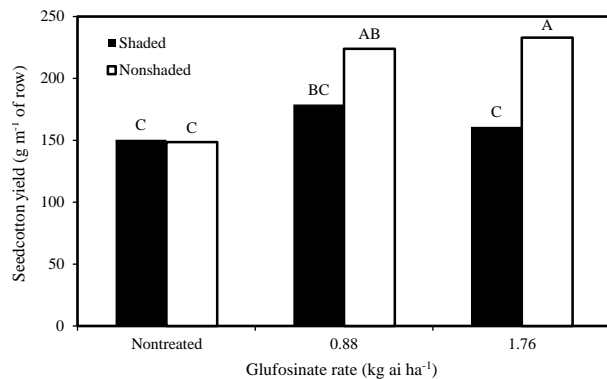 250
200
150
100
50
0
Seedcotton yield (g m⁻¹ of row)
Shaded
Nonshaded
C
C
BC
AB
C
A
Nontreated
0.88
1.76
Glufosinate rate (kg ai ha⁻¹)